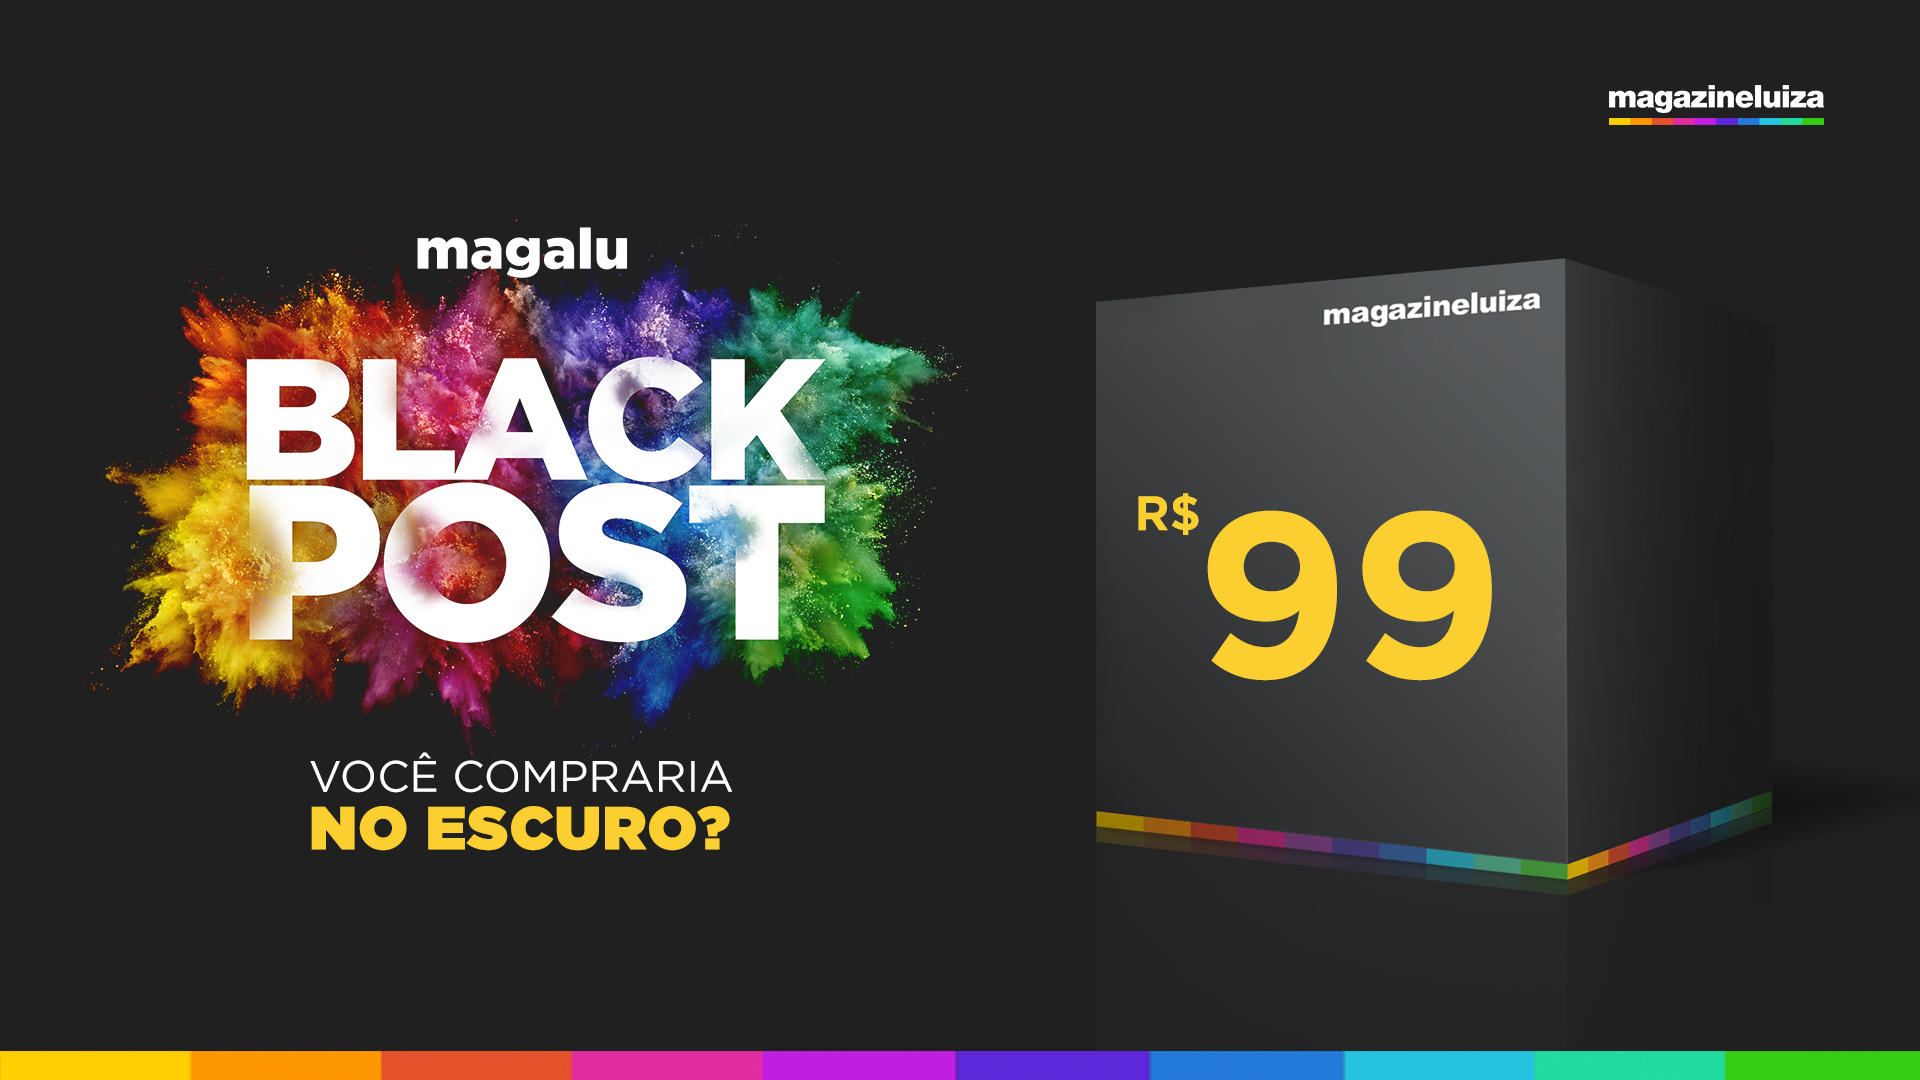 magazineluiza
magalu
BLACK
POST
VOCÊ COMPRARIA
NO ESCURO?
magazineluiza
R$ 99